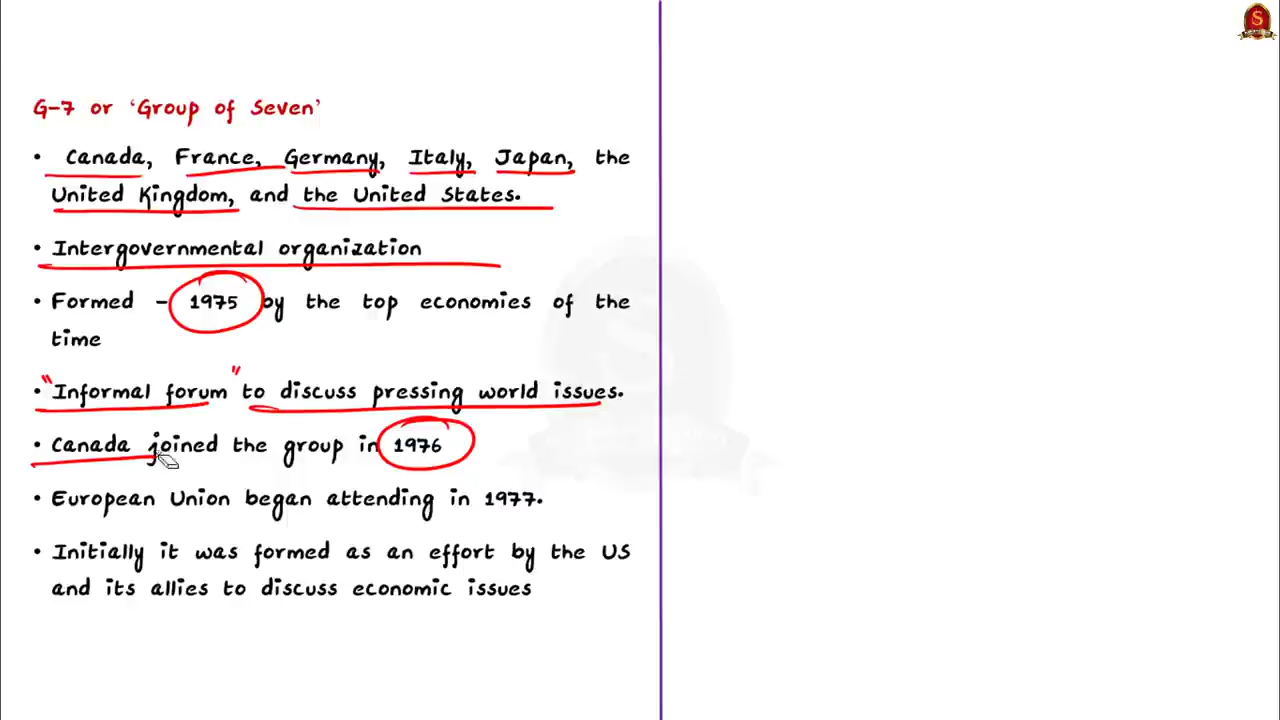 G-7 or 'Group of Seven'
• Canada, France, Germany, Italy, Japan, the
United Kingdom, and the United States.
• Intergovernmental organization
• Formed - 1975 by the top economies of the
time
• "Informal forum" to discuss pressing world issues.
• Canada joined the group in 1976
• European Union began attending in 1977.
• Initially it was formed as an effort by the US
and its allies to discuss economic issues
S